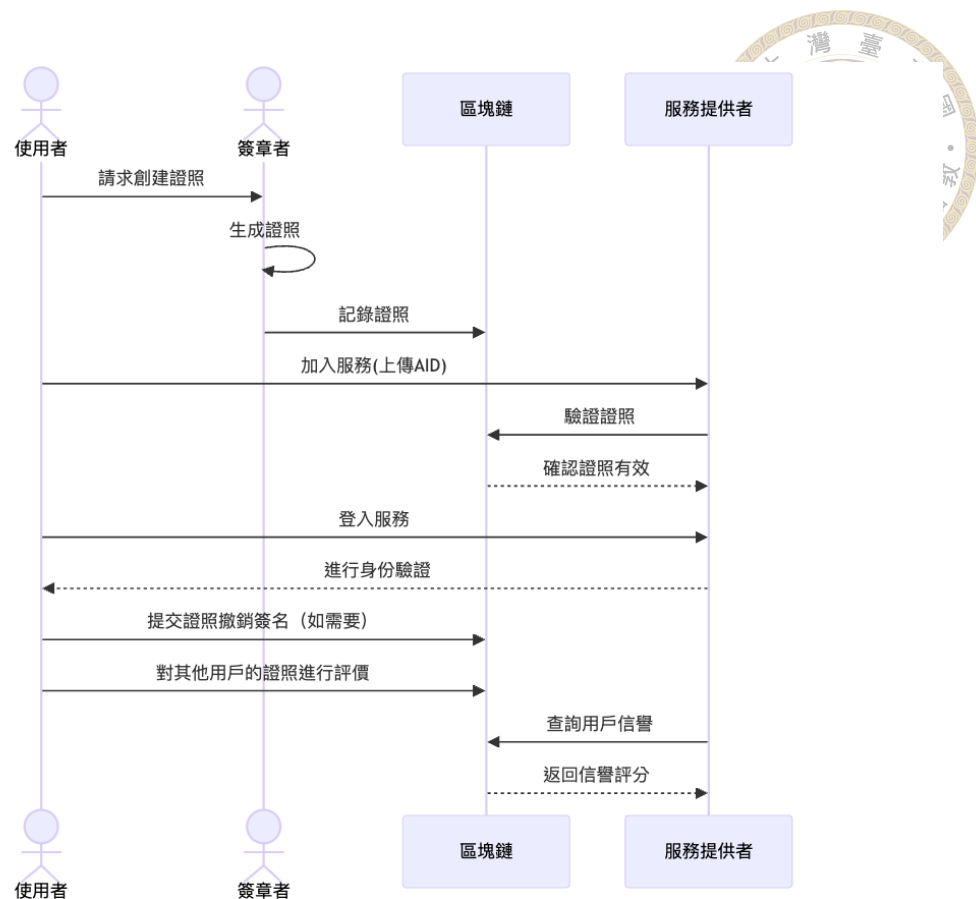 灣 臺
使用者 簽章者 區塊鏈 服務提供者
請求創建證照
生成證照
記錄證照
加入服務(上傳AID)
驗證證照
確認證照有效
登入服務
進行身份驗證
提交證照撤銷簽名（如需要）
對其他用戶的證照進行評價
查詢用戶信譽
返回信譽評分
使用者 簽章者 區塊鏈 服務提供者